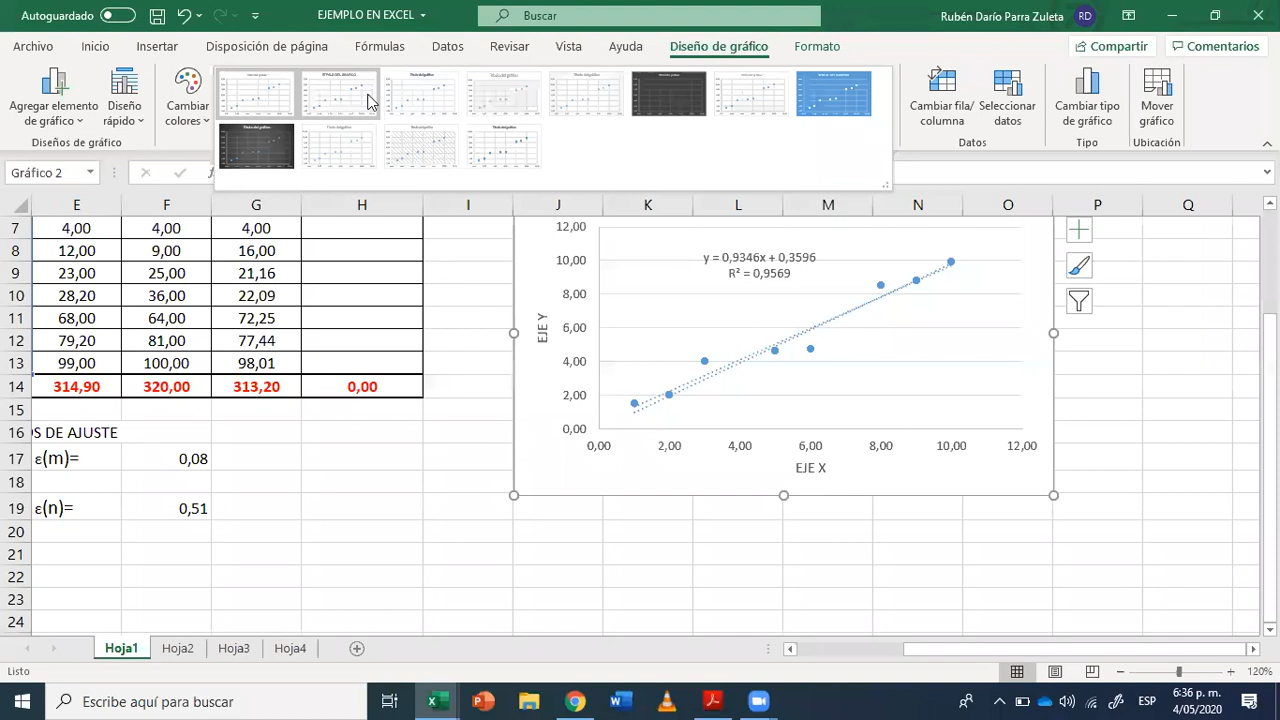 Autoguardado
EJEMPLO EN EXCEL
Buscar
Rubén Darío Parra Zuleta
RD
Archivo
Inicio
Insertar
Disposición de página
Fórmulas
Datos
Revisar
Vista
Ayuda
Diseño de gráfico
Formato
Compartir
Comentarios
Agregar elemento
de gráfico
Diseño
rápido
Cambiar
colores
Cambiar fila/
columna
Seleccionar
datos
Cambiar tipo
de gráfico
Mover
gráfico
Diseños de gráfico
Datos
Tipo
Ubicación
Gráfico 2
E F G H I J K L M N O P Q
7 4,00 4,00 4,00
8 12,00 9,00 16,00
23,00 25,00 21,16
10 28,20 36,00 22,09
11 68,00 64,00 72,25
12 79,20 81,00 77,44
13 99,00 100,00 98,01
14 314,90 320,00 313,20 0,00
15
16 OS DE AJUSTE
17 ε(m)= 0,08
18
19 ε(n)= 0,51
20
21
22
23
24
12,00
10,00
8,00
6,00
4,00
2,00
0,00
EJE Y
y = 0,9346x + 0,3596
R² = 0,9569
0,00 2,00 4,00 6,00 8,00 10,00 12,00
EJE X
Hoja1
Hoja2
Hoja3
Hoja4
Listo
120%
Escribe aquí para buscar
ESP
6:36 p. m.
4/05/2020